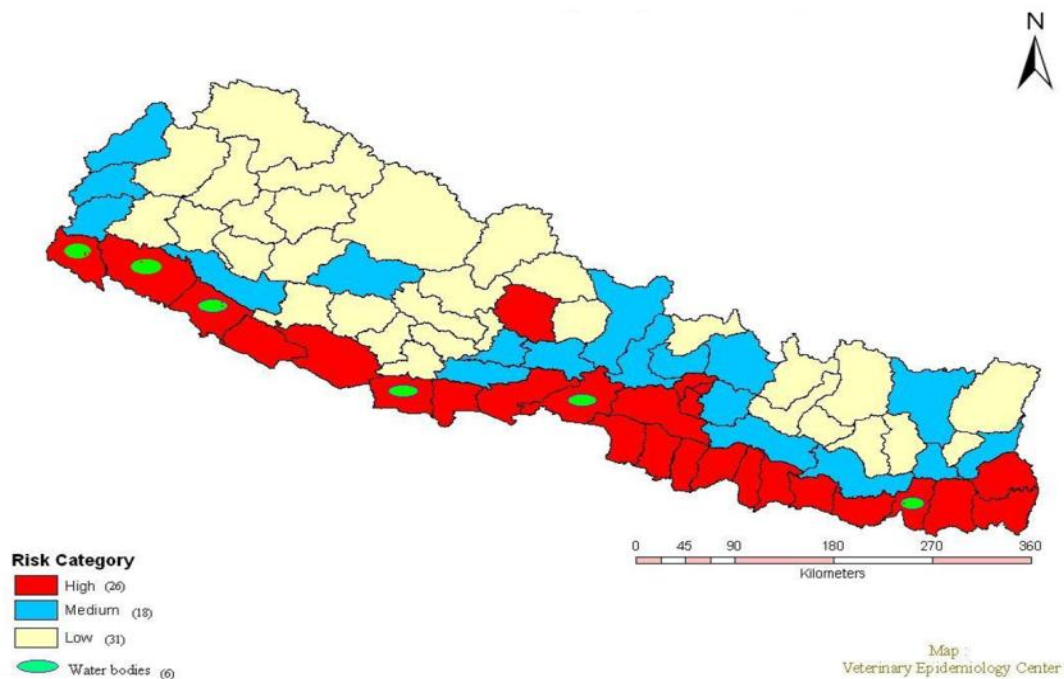 N
0 45 90 180 270 360
Kilometers
Risk Category
High (26)
Medium (18)
Low (31)
Water bodies (6)
Map :
Veterinary Epidemiology Center